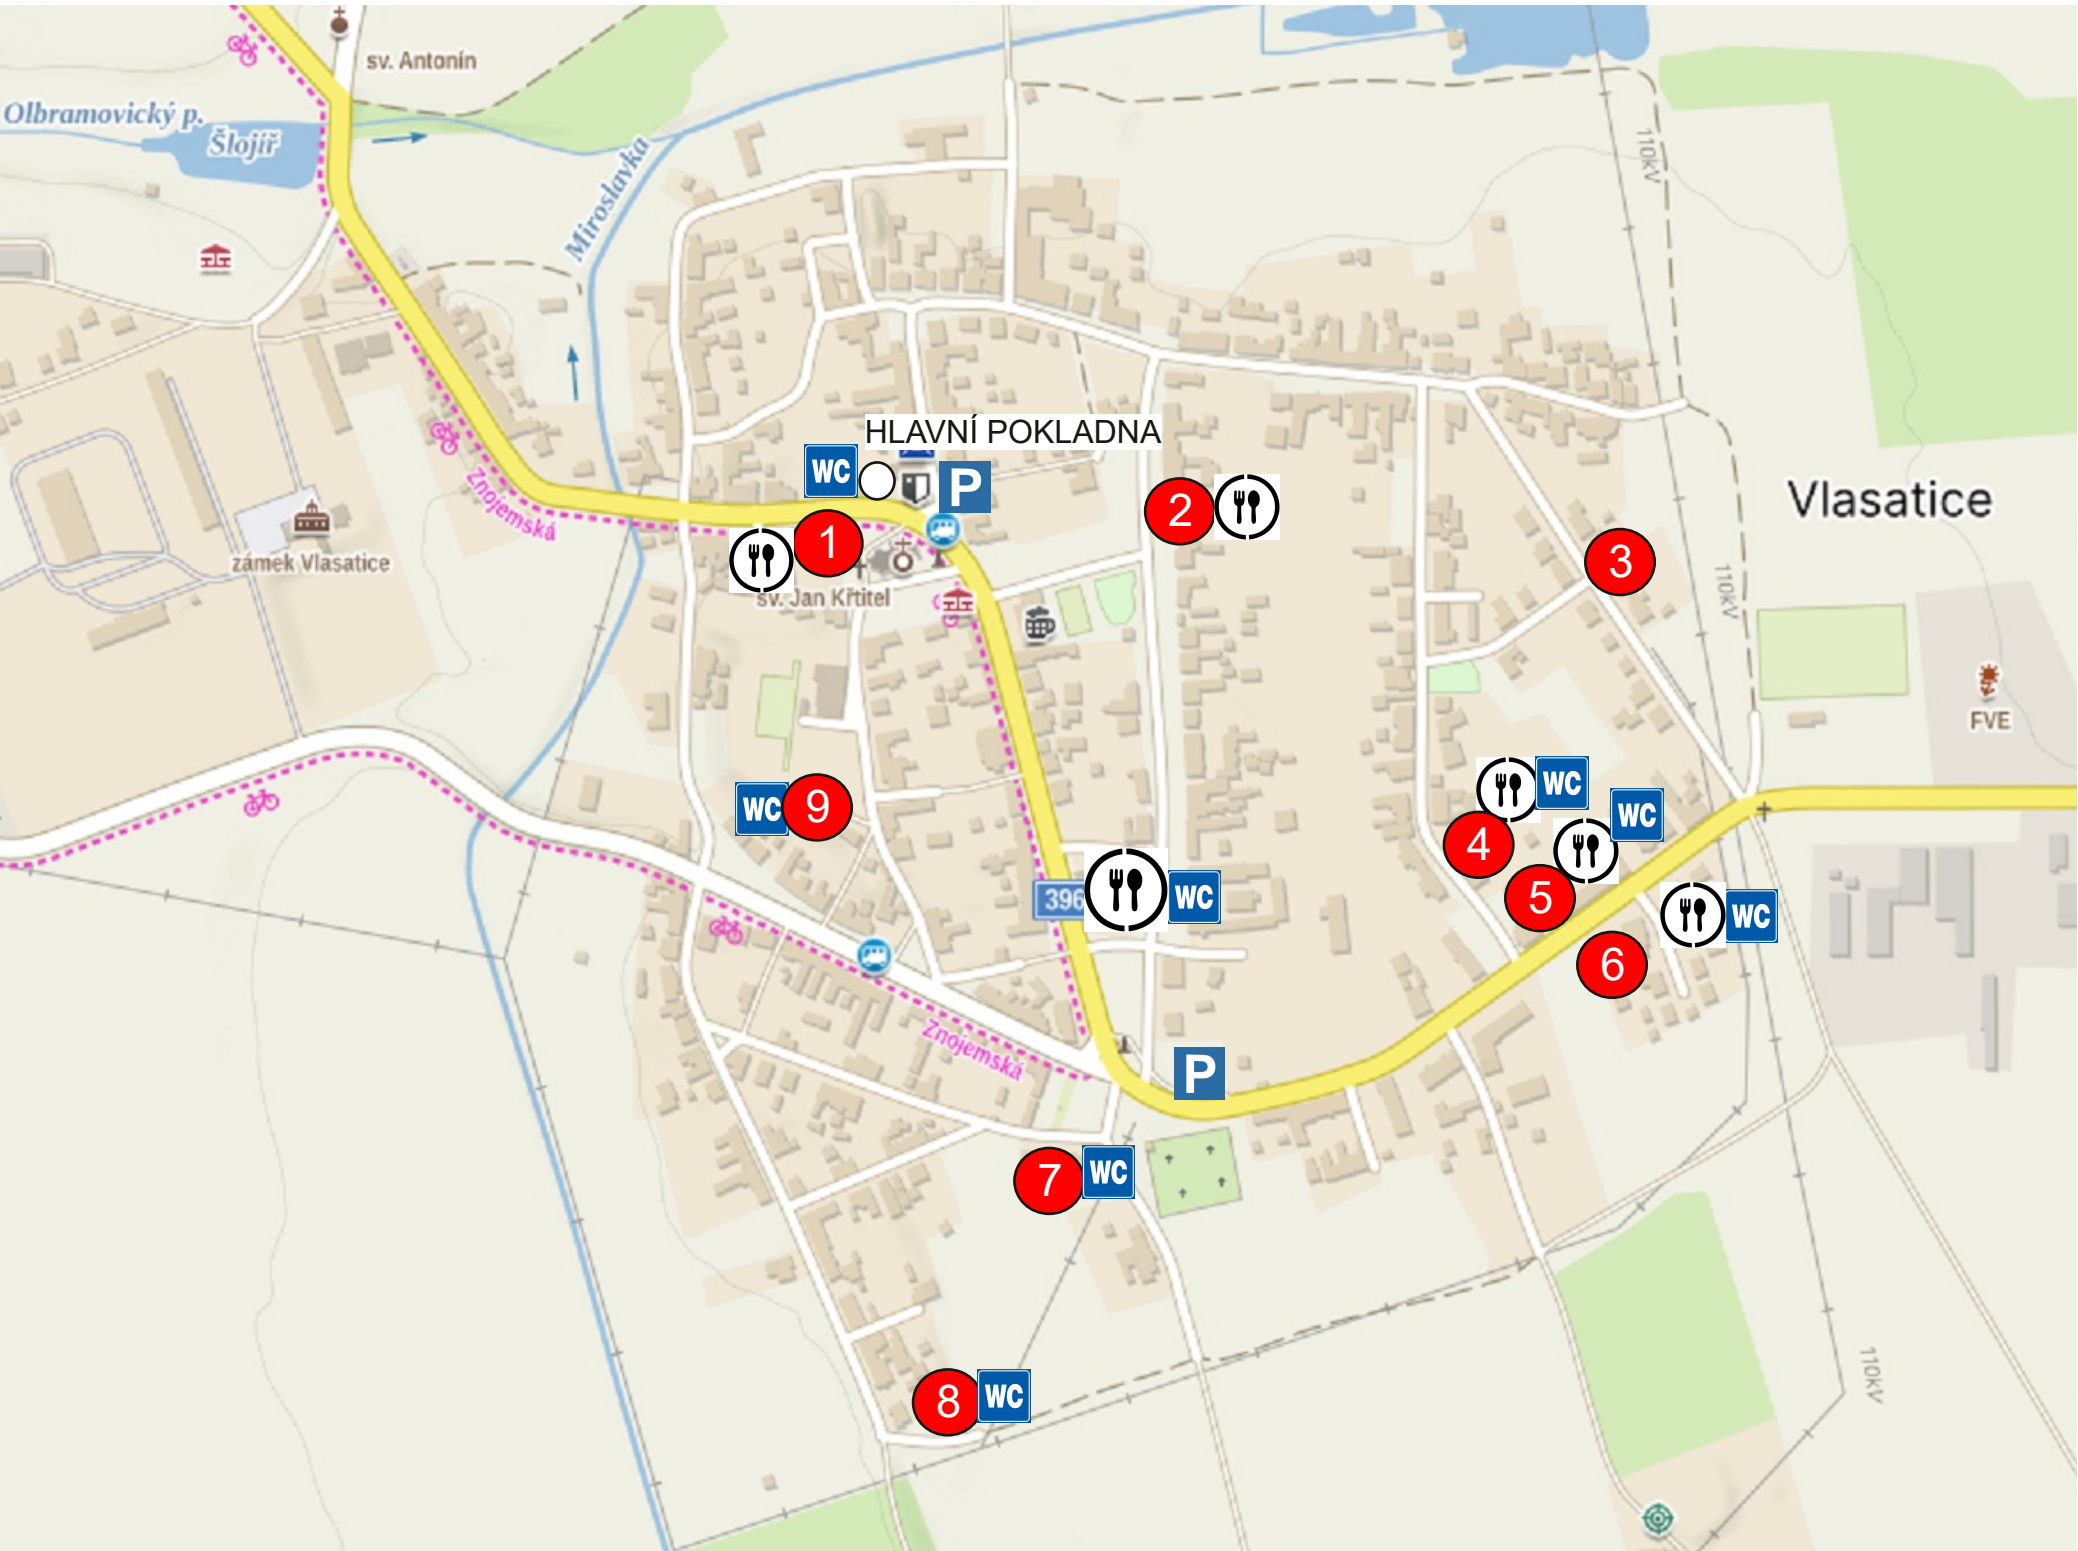 sv. Antonín
Olbramovický p.
Šlojíř
Miroslavka
110kV
HLAVNÍ POKLADNA
WC
P
Znojemská
1
2
Vlasatice
3
zámek Vlasatice
sv. Jan Křtitel
110kV
FVE
WC
9
WC
4
WC
5
396
WC
WC
6
Znojemská
P
7
WC
8
WC
110kV